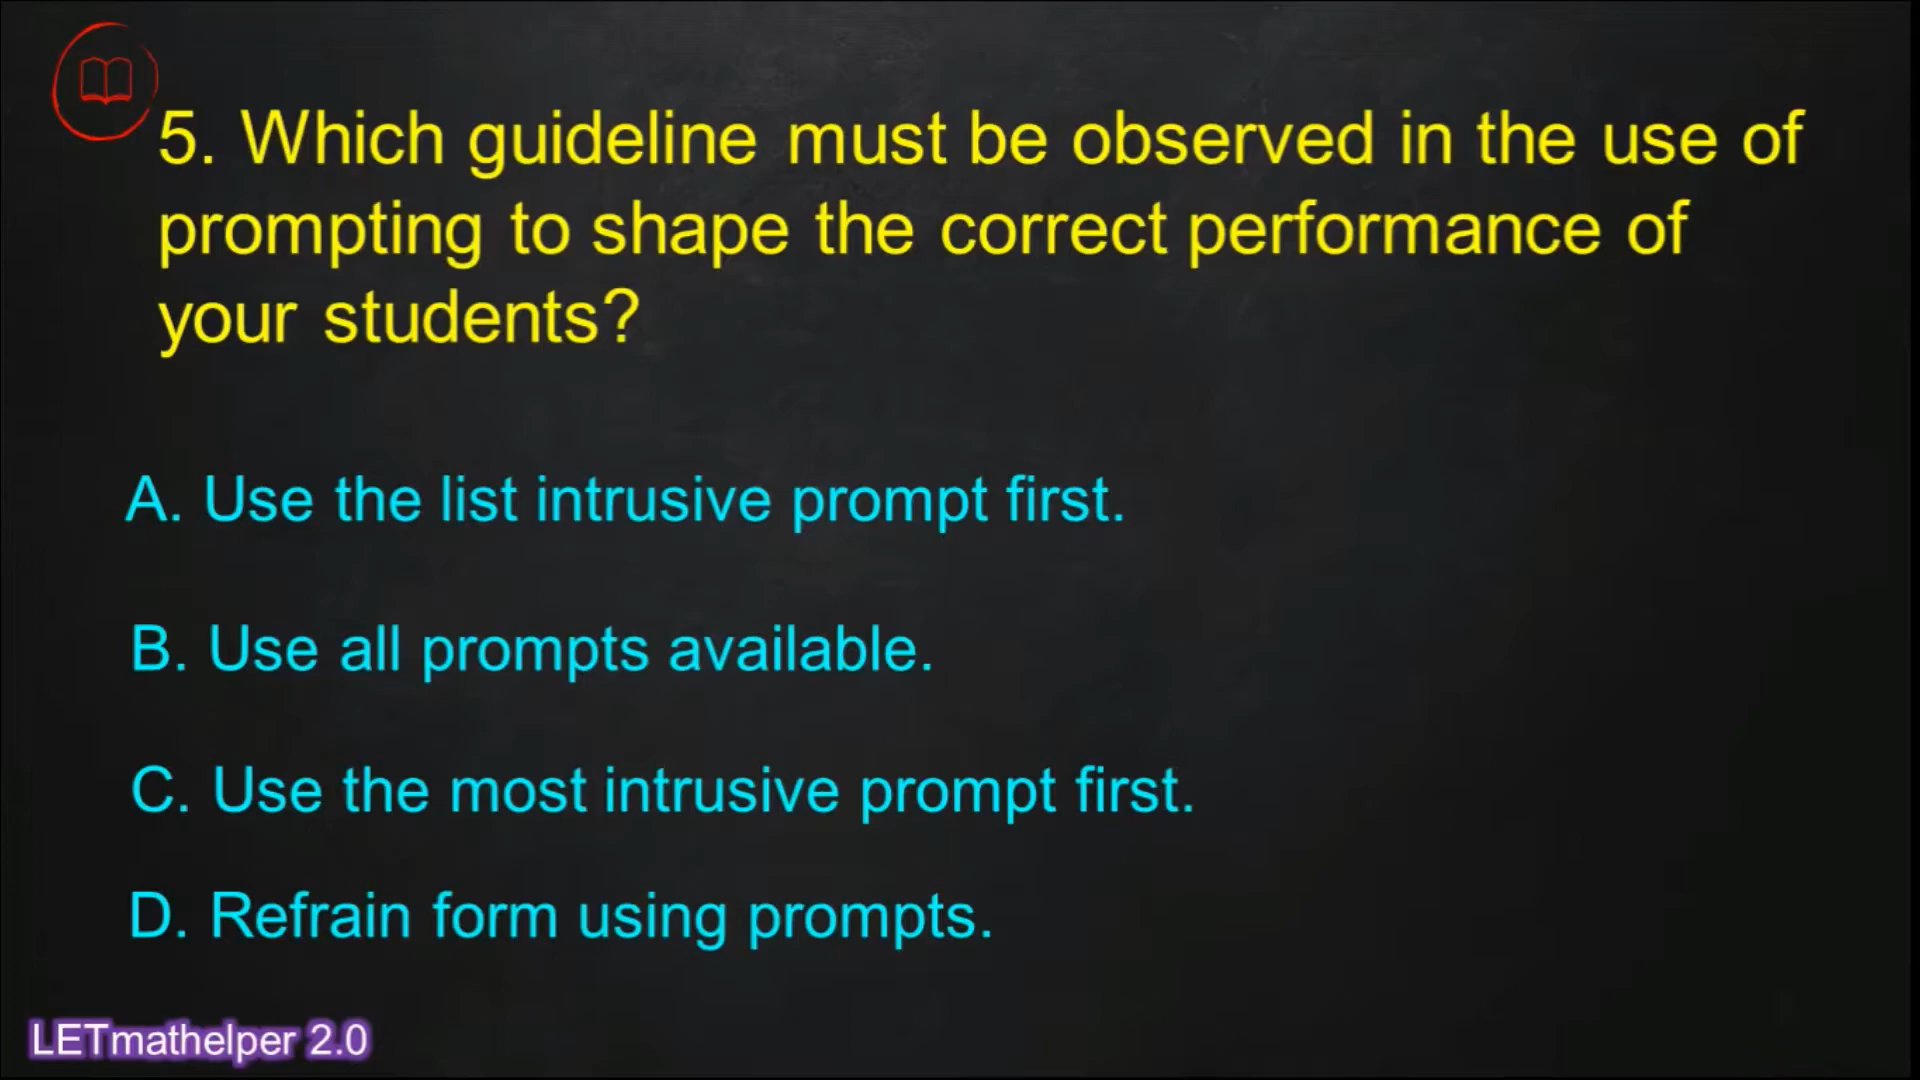 5. Which guideline must be observed in the use of
prompting to shape the correct performance of
your students?
A. Use the list intrusive prompt first.
B. Use all prompts available.
C. Use the most intrusive prompt first.
D. Refrain form using prompts.
LETmathelper 2.0